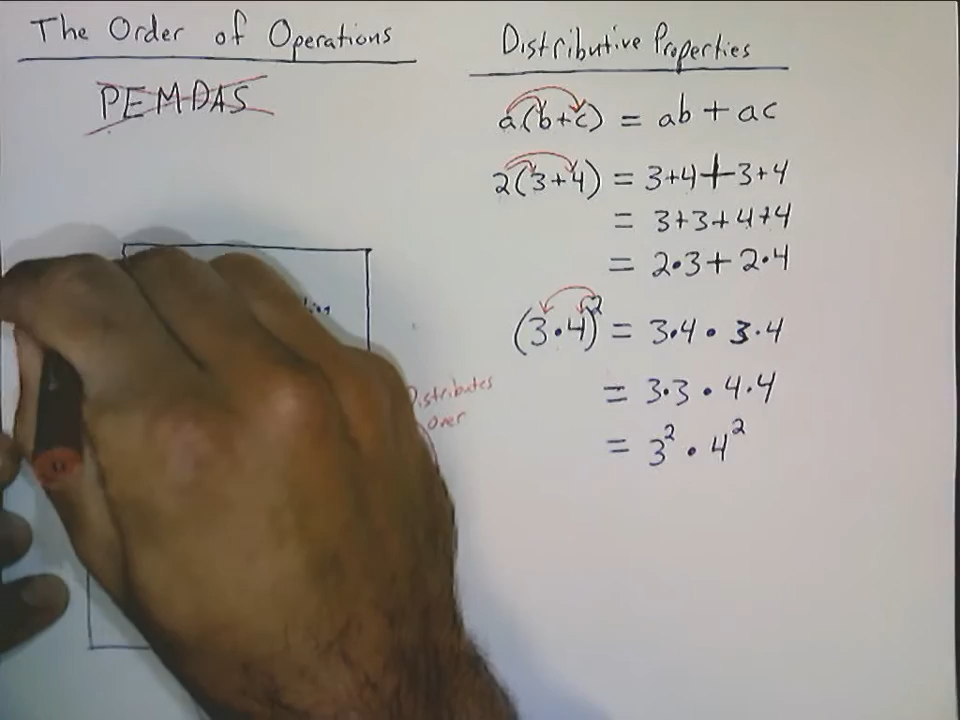 The Order of Operations
PEMDAS
Distributes
over
Distributive Properties
a(b+c) = ab + ac
2(3+4) = 3+4+3+4
= 3+3+4+4
= 2•3+2•4
(3•4)² = 3•4 • 3•4
= 3•3 • 4•4
= 3² • 4²